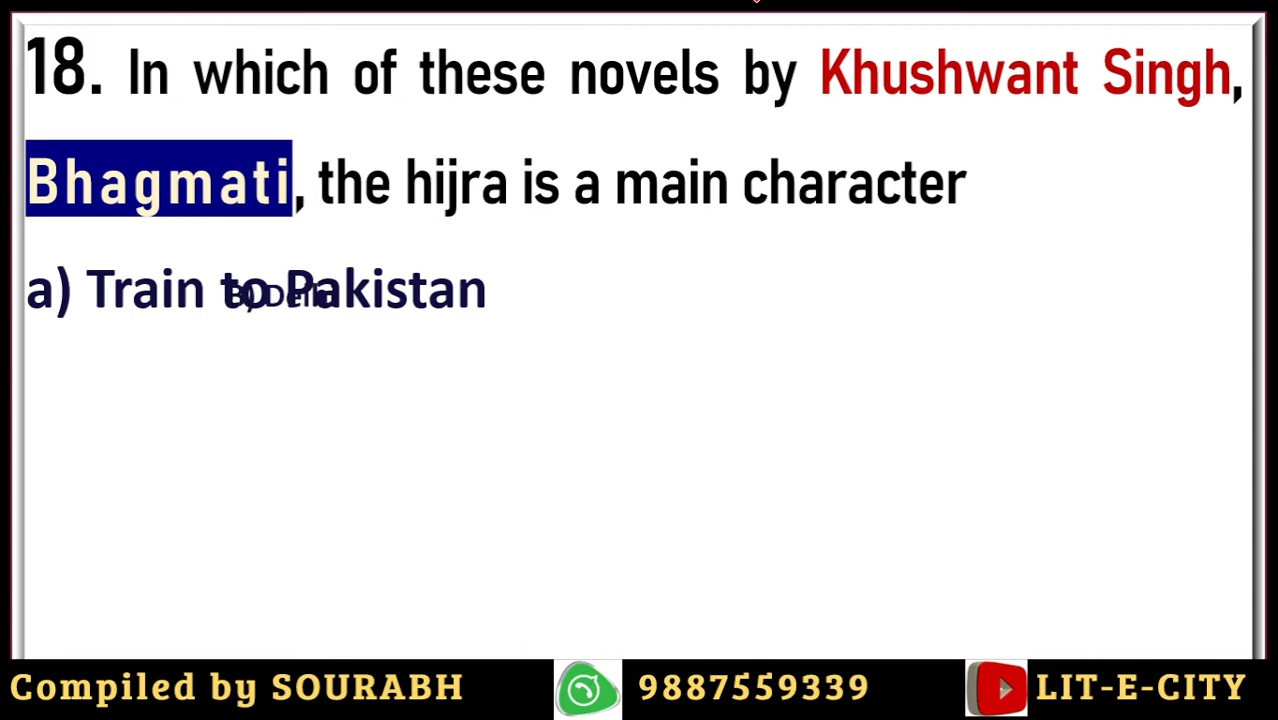 18. In which of these novels by Khushwant Singh,
Bhagmati, the hijra is a main character
a) Train to Pakistan
Compiled by SOURABH 9887559339 LIT-E-CITY